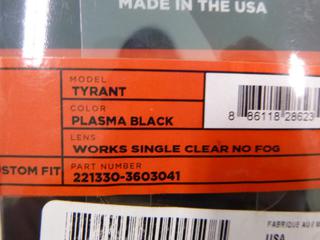 MADE IN THE USA
MODEL
TYRANT
COLOR
PLASMA BLACK
8 86118 28623
LENS
WORKS SINGLE CLEAR NO FOG
USTOM FIT
PART NUMBER
221330-3603041
FABRIQUE AU
USA